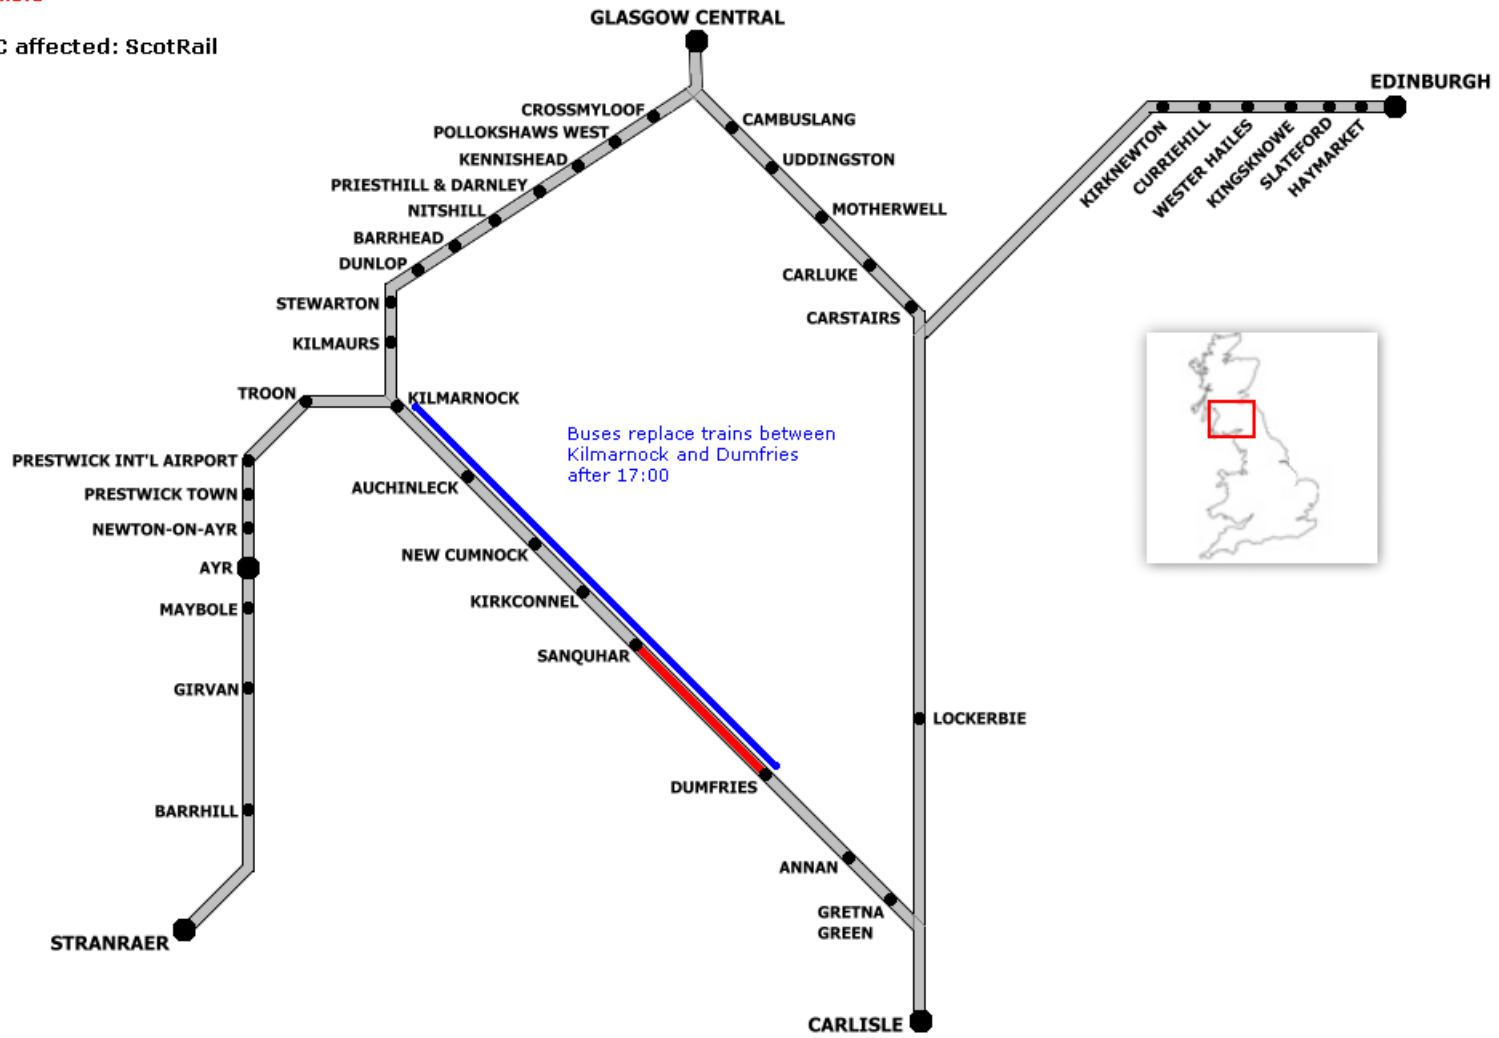 C affected: ScotRail
GLASGOW CENTRAL
EDINBURGH
CROSSMYLOOF
POLLOKSHAWS WEST
KENNISHEAD
PRIESTHILL & DARNLEY
NITSHILL
BARRHEAD
DUNLOP
STEWARTON
KILMAURS
CAMBUSLANG
UDDINGSTON
MOTHERWELL
CARLUKE
CARSTAIRS
KIRKNEWTON
CURRIEHILL
WESTER HAILES
KINGSKNOWE
SLATEFORD
HAYMARKET
TROON
KILMARNOCK
Buses replace trains between
Kilmarnock and Dumfries
after 17:00
PRESTWICK INT'L AIRPORT
PRESTWICK TOWN
NEWTON-ON-AYR
AYR
MAYBOLE
GIRVAN
BARRHILL
STRANRAER
AUCHINLECK
NEW CUMNOCK
KIRKCONNEL
SANQUHAR
DUMFRIES
ANNAN
GRETNA
GREEN
LOCKERBIE
CARLISLE